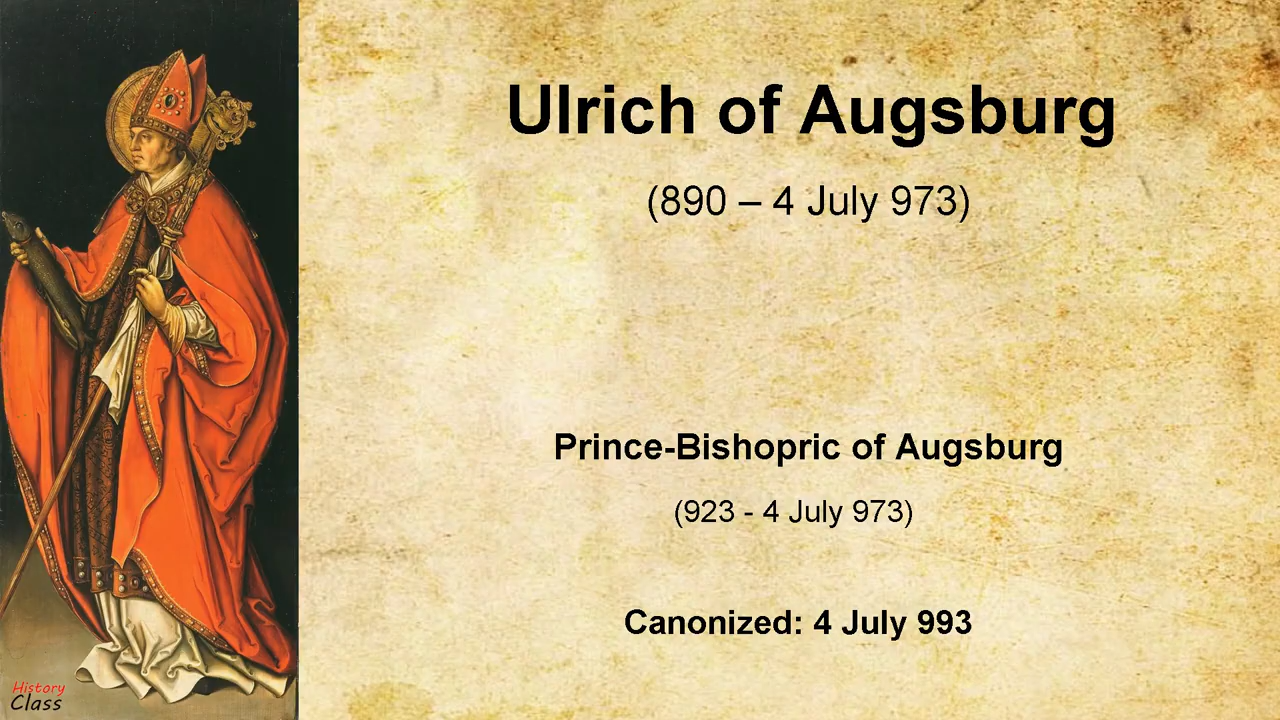 Ulrich of Augsburg
(890 – 4 July 973)
Prince-Bishopric of Augsburg
(923 - 4 July 973)
Canonized: 4 July 993
History
Class